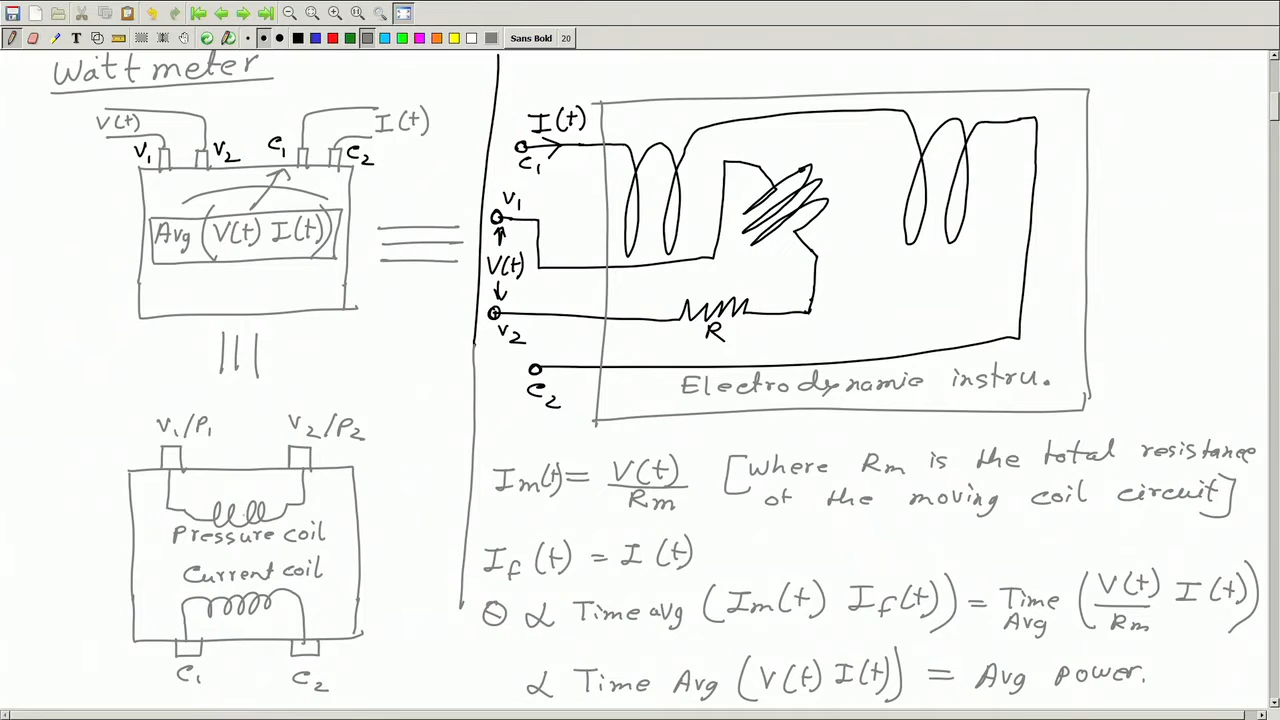 Sans Bold 20
Wattmeter
V(t) I(t)
V1 V2 C1 C2
Avg (V(t) I(t))
V1/P1 V2/P2
Pressure coil
Current coil
C1 C2
I(t)
C1
V1
V(t)
V2
R
C2
Electrodynamic instru.
Im(t) = V(t)/Rm [where Rm is the total resistance
of the moving coil circuit]
If(t) = I(t)
θ α Time avg (Im(t) If(t)) = Time Avg (V(t)/Rm I(t))
α Time Avg (V(t) I(t)) = Avg power.